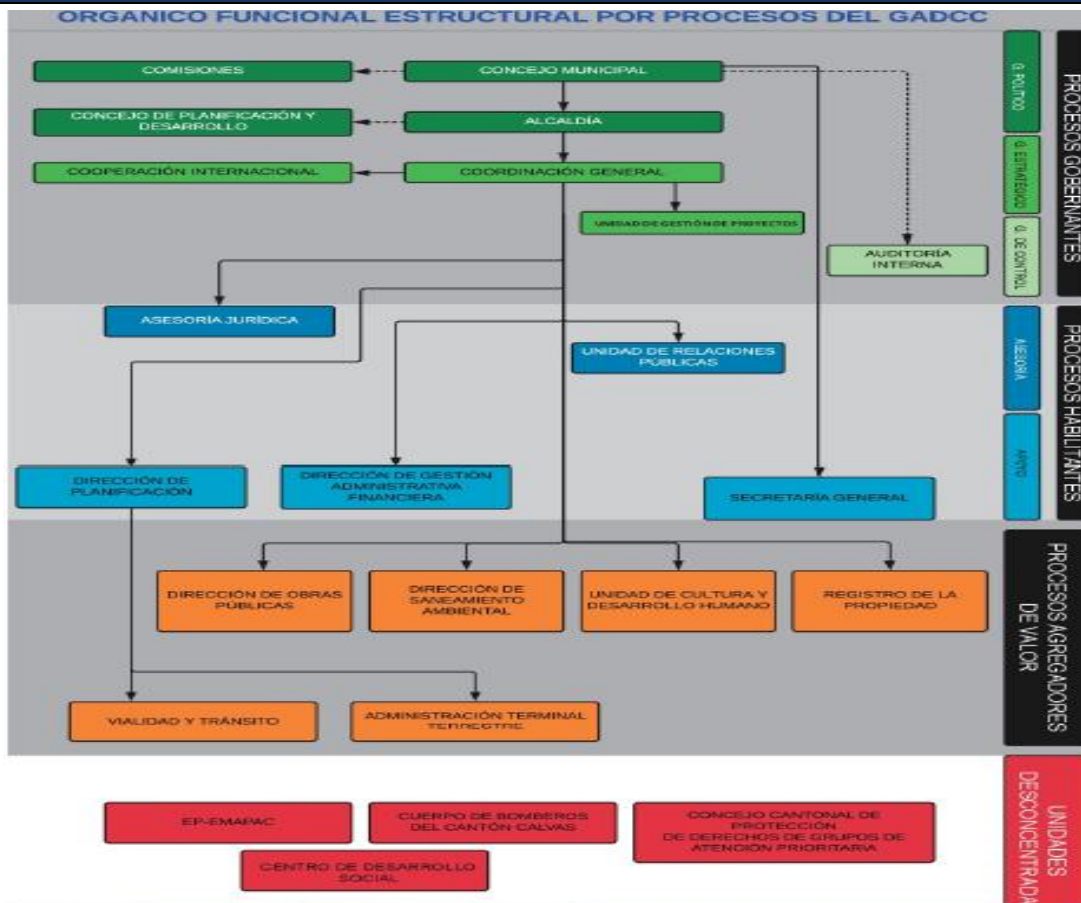 ORGANICO FUNCIONAL ESTRUCTURAL POR PROCESOS DEL GADCC
COMISIONES
CONCEJO MUNICIPAL
CONCEJO DE PLANIFICACIÓN Y
DESARROLLO
ALCALDÍA
COOPERACIÓN INTERNACIONAL
COORDINACIÓN GENERAL
UNIDAD DE GESTIÓN DE PROYECTOS
AUDITORÍA
INTERNA
G. POLÍTICO
G. ESTRATÉGICO
G. DE CONTROL
PROCESOS GOBERNANTES
ASESORÍA JURÍDICA
UNIDAD DE RELACIONES
PÚBLICAS
DIRECCIÓN DE
PLANIFICACIÓN
DIRECCIÓN DE GESTIÓN
ADMINISTRATIVA
FINANCIERA
SECRETARÍA GENERAL
ASESORÍA
APOYO
PROCESOS HABILITANTES
DIRECCIÓN DE OBRAS
PÚBLICAS
DIRECCIÓN DE
SANEAMIENTO
AMBIENTAL
UNIDAD DE CULTURA Y
DESARROLLO HUMANO
REGISTRO DE LA
PROPIEDAD
VIALIDAD Y TRÁNSITO
ADMINISTRACIÓN TERMINAL
TERRESTRE
PROCESOS AGREGADORES
DE VALOR
EP-EMAPAC
CUERPO DE BOMBEROS
DEL CANTÓN CALVAS
CONCEJO CANTONAL DE
PROTECCIÓN
DE DERECHOS DE GRUPOS DE
ATENCIÓN PRIORITARIA
CENTRO DE DESARROLLO
SOCIAL
UNIDADES
DESCONCENTRADA